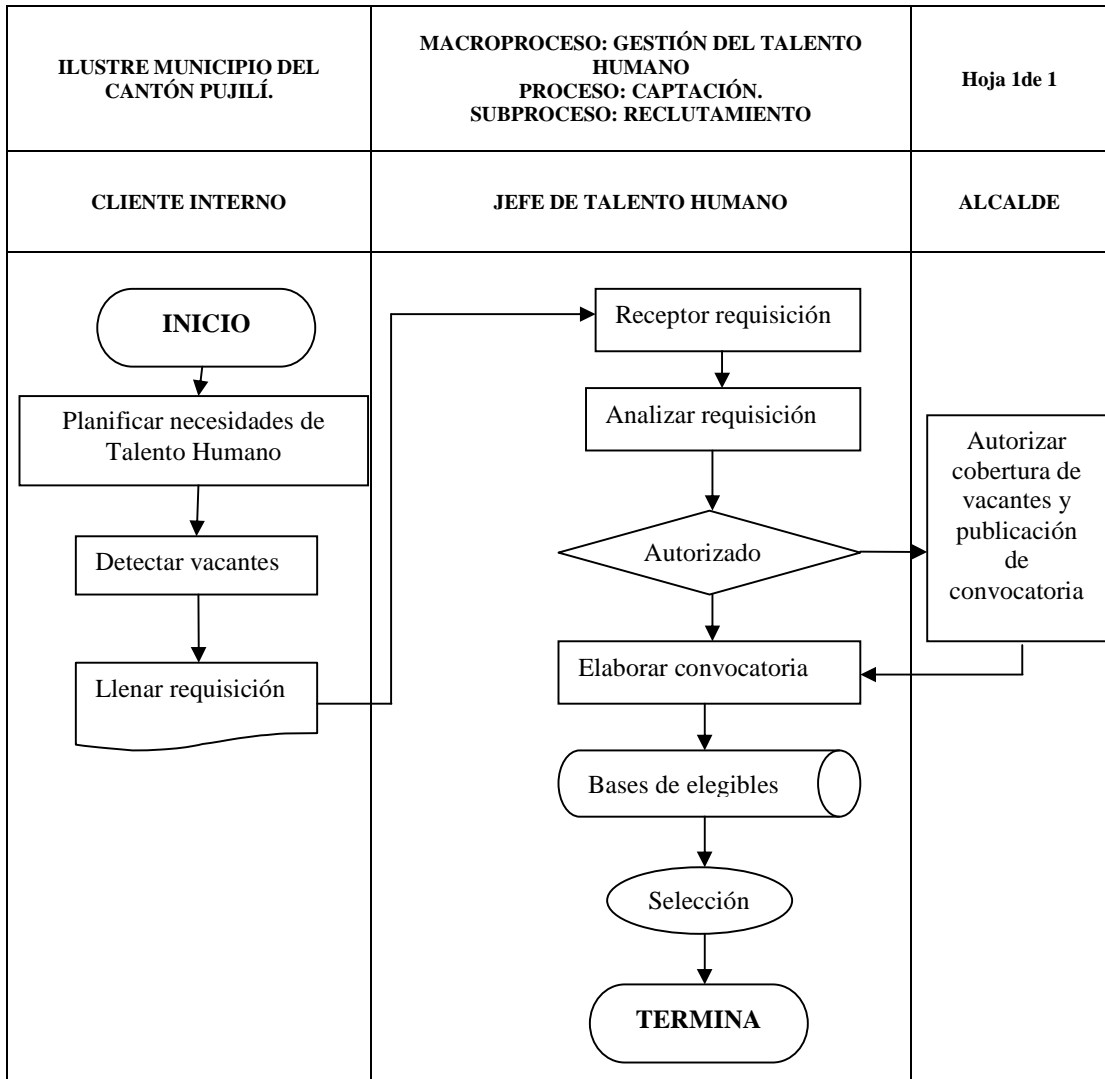 ILUSTRE MUNICIPIO DEL
CANTÓN PUJILÍ.
MACROPROCESO: GESTIÓN DEL TALENTO
HUMANO
PROCESO: CAPTACIÓN.
SUBPROCESO: RECLUTAMIENTO
Hoja 1de 1
CLIENTE INTERNO
JEFE DE TALENTO HUMANO
ALCALDE
INICIO
Planificar necesidades de
Talento Humano
Detectar vacantes
Llenar requisición
Receptor requisición
Analizar requisición
Autorizado
Autorizar
cobertura de
vacantes y
publicación
de
convocatoria
Elaborar convocatoria
Bases de elegibles
Selección
TERMINA